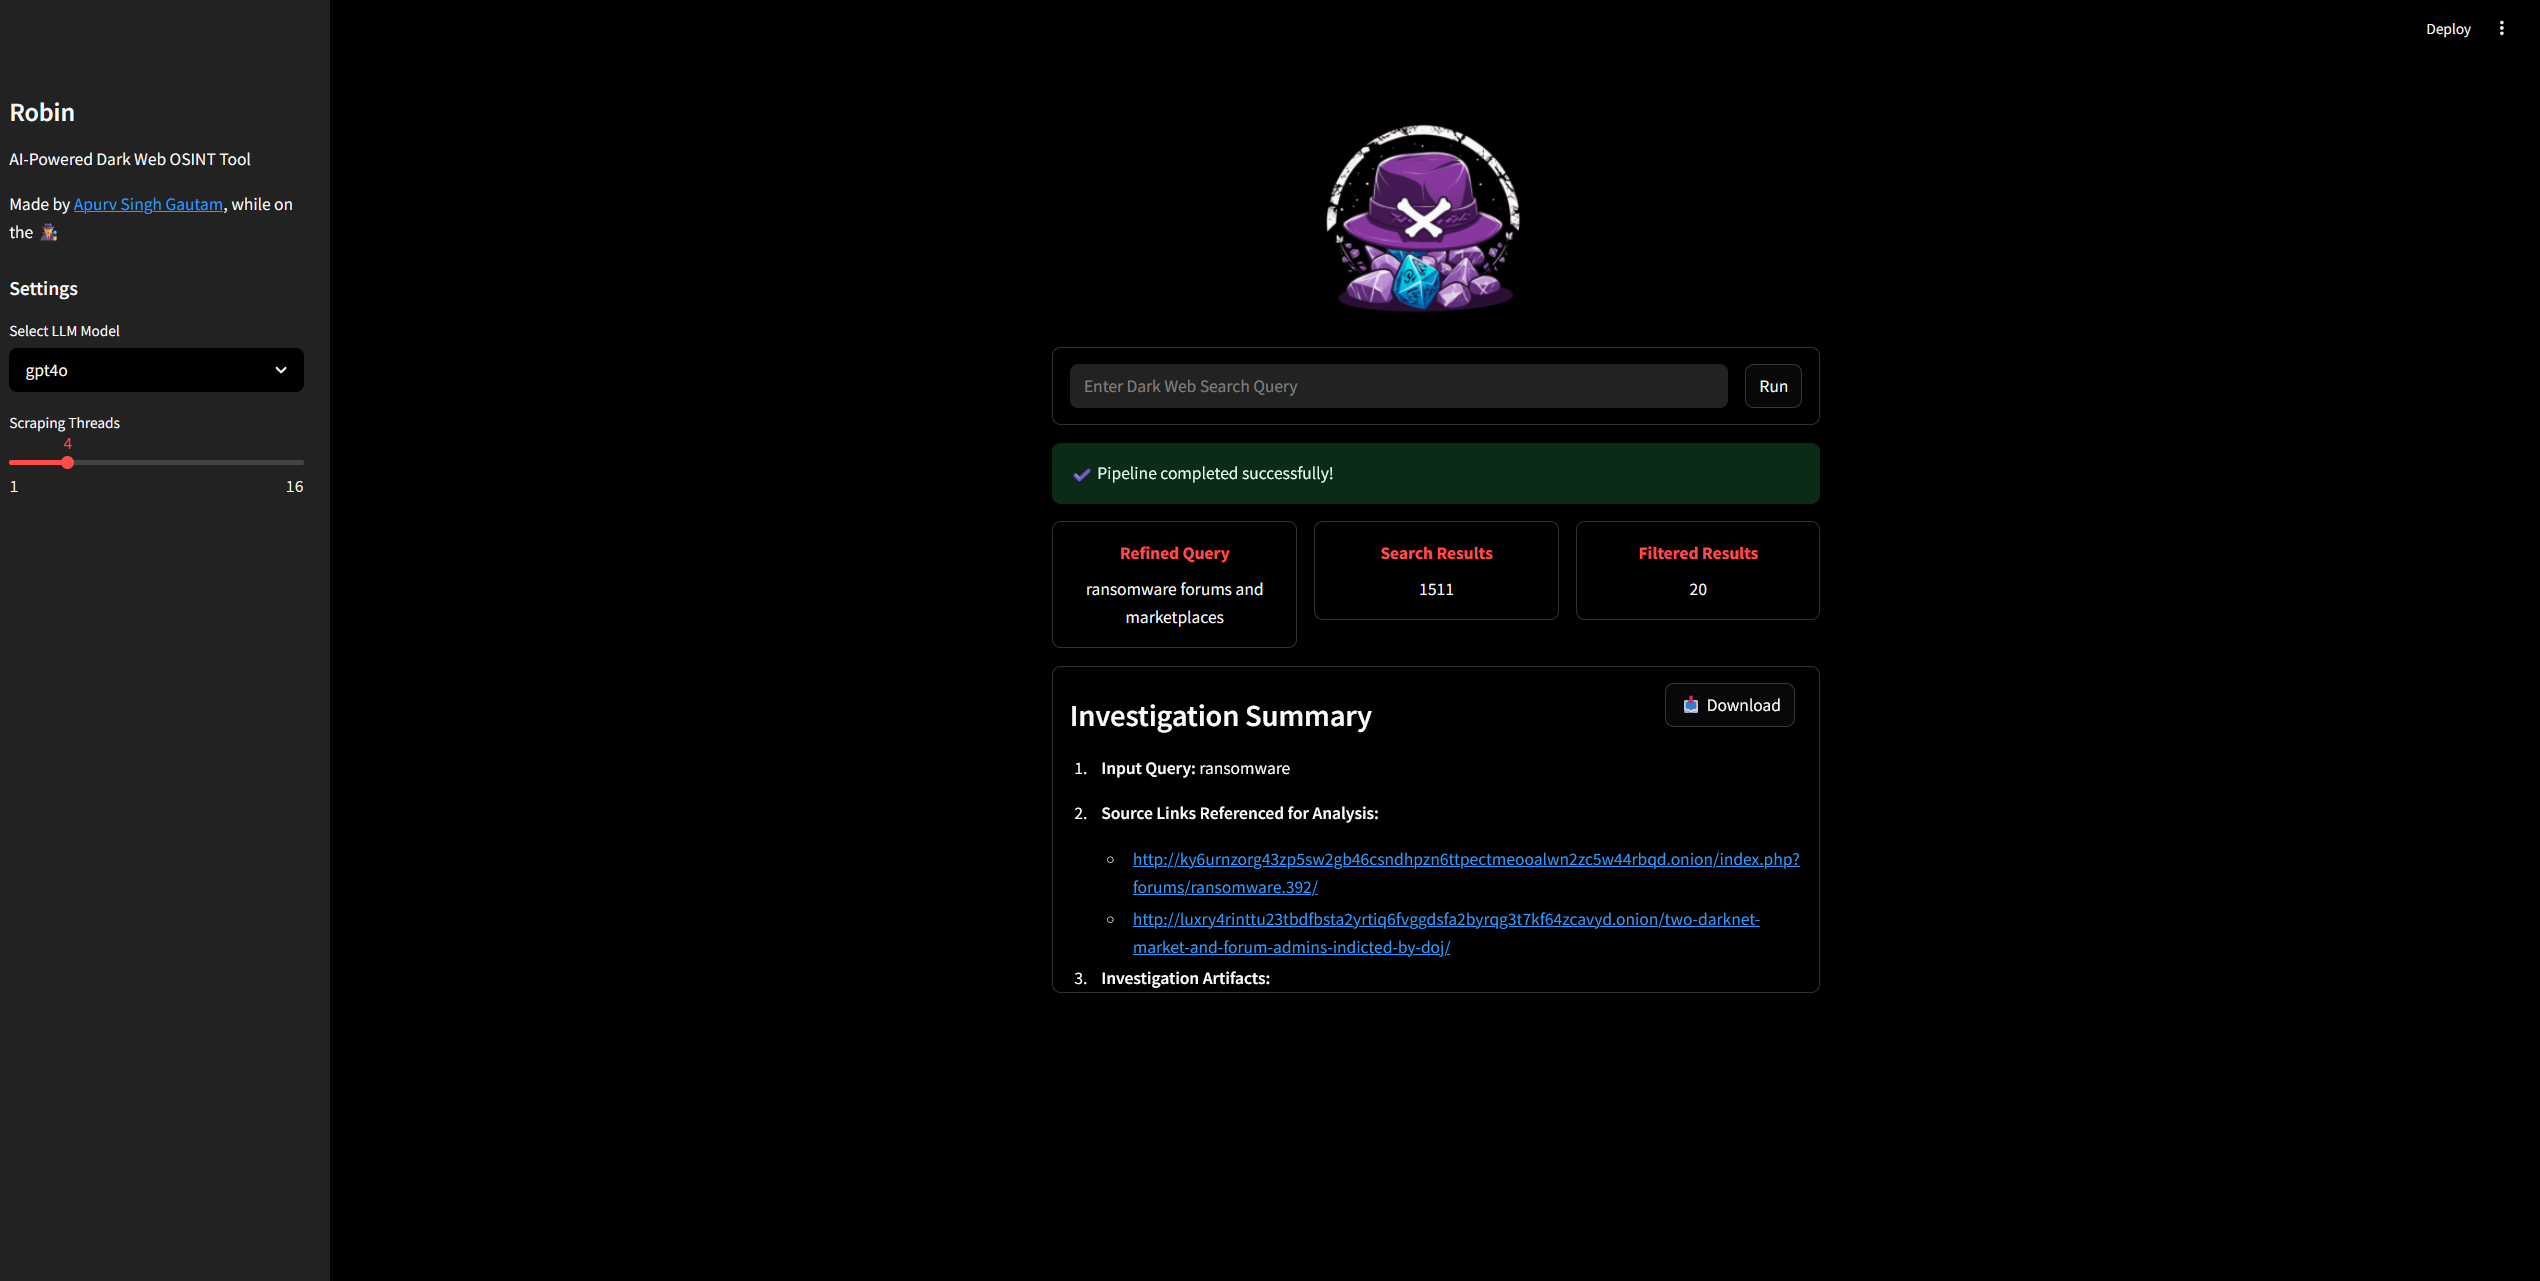 Deploy
Robin
AI-Powered Dark Web OSINT Tool
Made by Apurv Singh Gautam, while on
the
Settings
Select LLM Model
gpt4o
Scraping Threads
4
1
16
Enter Dark Web Search Query
Run
Pipeline completed successfully!
Refined Query
ransomware forums and
marketplaces
Search Results
1511
Filtered Results
20
Investigation Summary
Download
1. Input Query: ransomware
2. Source Links Referenced for Analysis:
http://ky6urnzorg43zp5sw2gb46csndhpzn6ttpectmeooalwn2zc5w44rbqd.onion/index.php?
forums/ransomware.392/
http://luxry4rinttu23tbdfbsta2yrtiq6fvggdsfa2byrqg3t7kf64zcavyd.onion/two-darknet-
market-and-forum-admins-indicted-by-doj/
3. Investigation Artifacts: